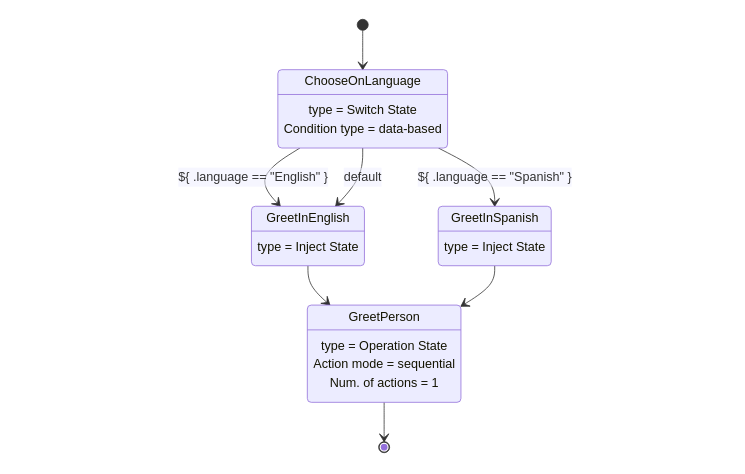 ChooseOnLanguage
type = Switch State
Condition type = data-based
${ .language == "English" }
default
${ .language == "Spanish" }
GreetInEnglish
type = Inject State
GreetInSpanish
type = Inject State
GreetPerson
type = Operation State
Action mode = sequential
Num. of actions = 1